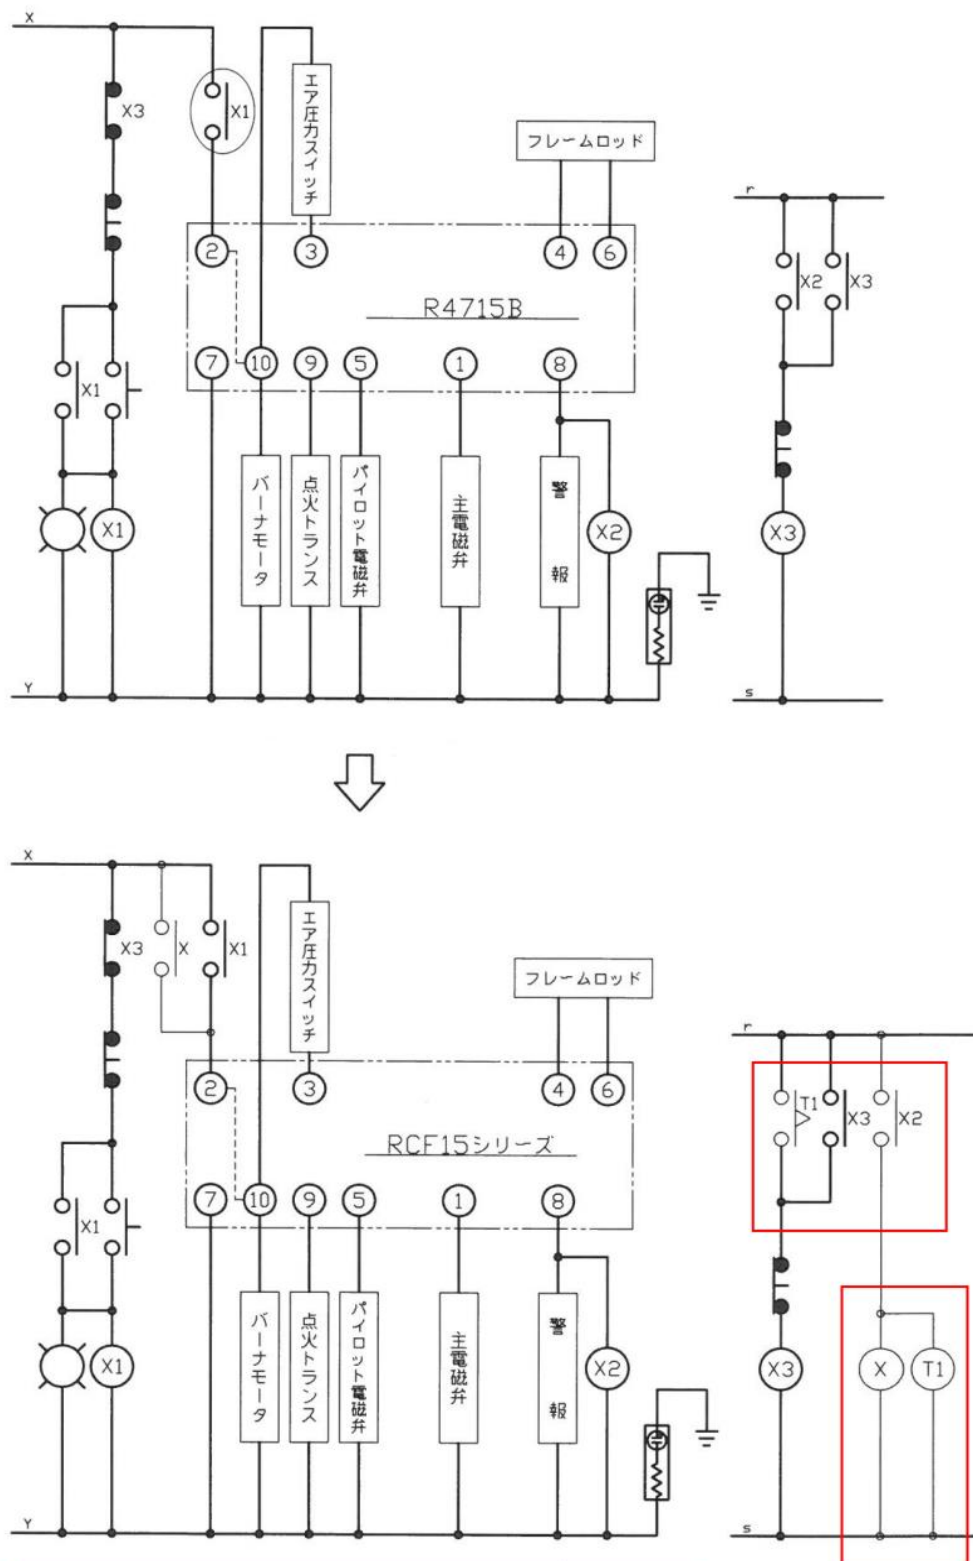 X
X3
X1
エア圧力スイッチ
フレームロッド
r
2
3
4
6
X2
X3
R4715B
7
10
9
5
1
8
X1
X1
バーナモータ
点火トランス
パイロット電磁弁
主電磁弁
警報
X2
X3
Y
s
X
X3
X
X1
エア圧力スイッチ
フレームロッド
r
2
3
4
6
T1
X3
X2
RCF15シリーズ
7
10
9
5
1
8
X1
X1
バーナモータ
点火トランス
パイロット電磁弁
主電磁弁
警報
X2
X3
X
T1
Y
s